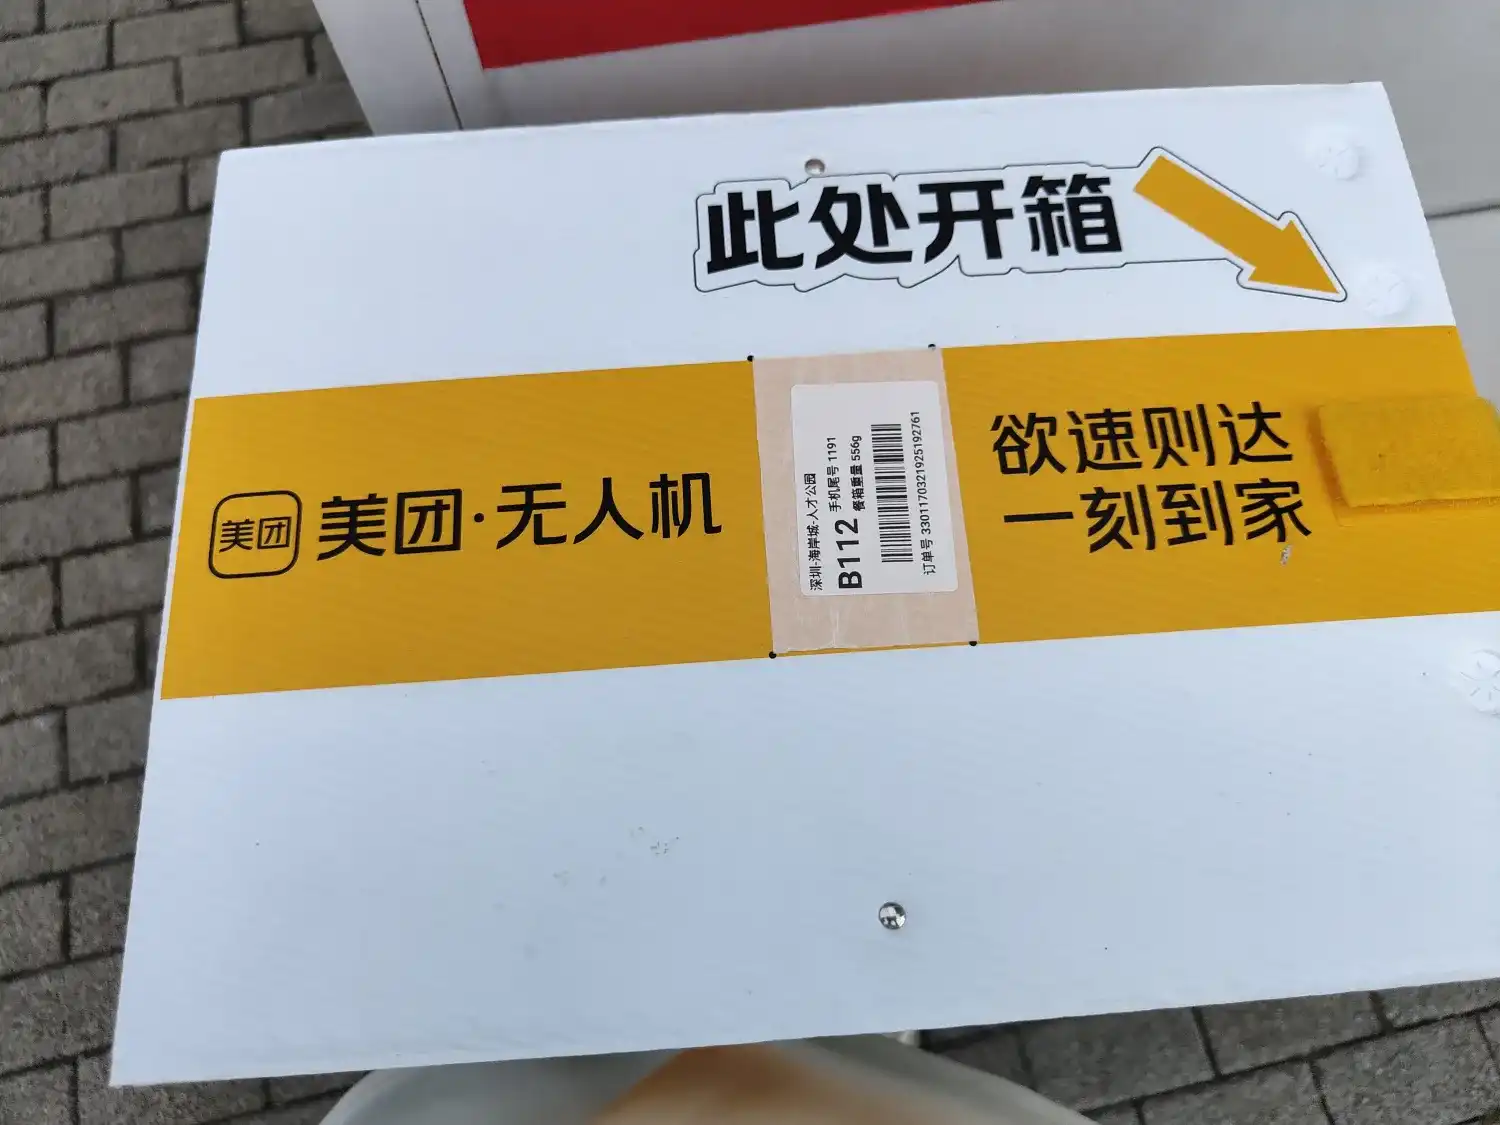 此处开箱
美团
美团·无人机
深圳-海岸城-人才公园
B112
手机尾号 1191
餐箱重量 556g
订单号 3301170321925192761
欲速则达
一刻到家